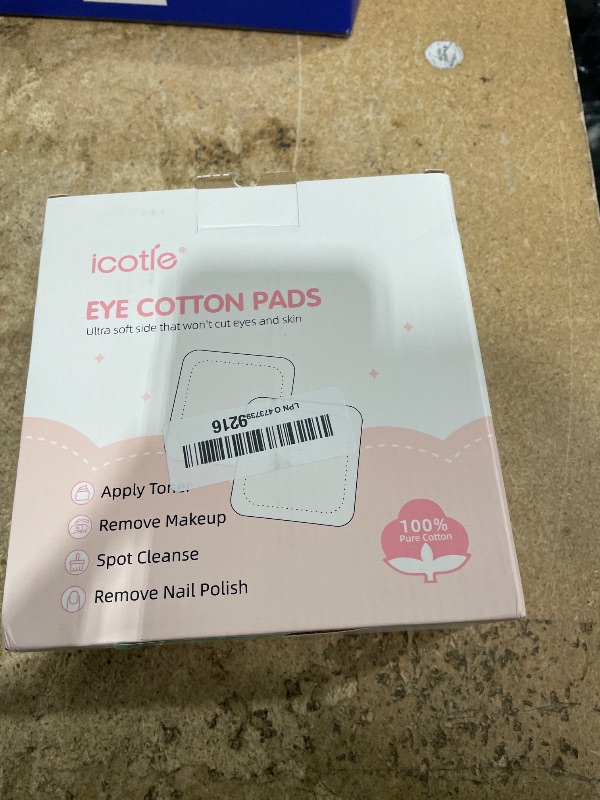 icotle®
EYE COTTON PADS
Ultra soft side that won't cut eyes and skin
LPN O 4737399216
Apply Toner
Remove Makeup
Spot Cleanse
Remove Nail Polish
100%
Pure Cotton